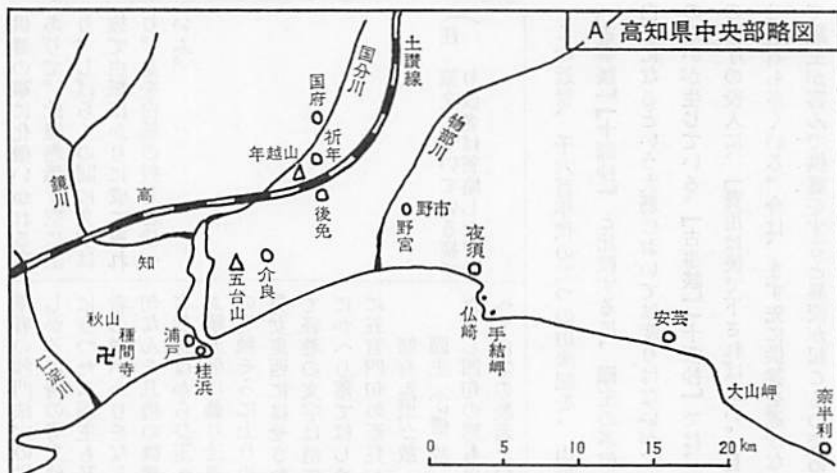 A 高知県中央部略図
土讃線
国分川
国府
祈年
年越山
後免
物部川
野市
野宮
夜須
仏崎
手結岬
安芸
大山岬
奈半利
鏡川
高知
五台山
介良
浦戸
桂浜
秋山
種間寺
卍
仁淀川
0 5 10 15 20km